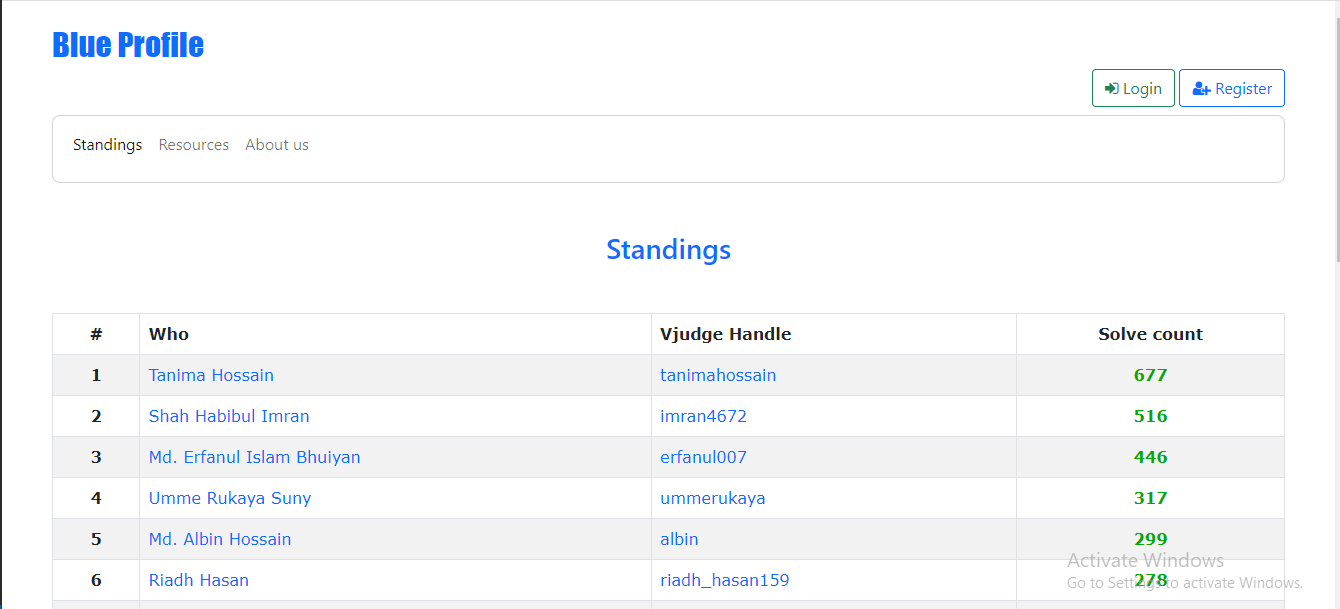 Blue Profile
Login Register
Standings Resources About us
Standings
# Who Vjudge Handle Solve count
1 Tanima Hossain tanimahossain 677
2 Shah Habibul Imran imran4672 516
3 Md. Erfanul Islam Bhuiyan erfanul007 446
4 Umme Rukaya Suny ummerukaya 317
5 Md. Albin Hossain albin 299
Activate Windows
6 Riadh Hasan riadh_hasan159 278
Go to Settings to activate Windows.